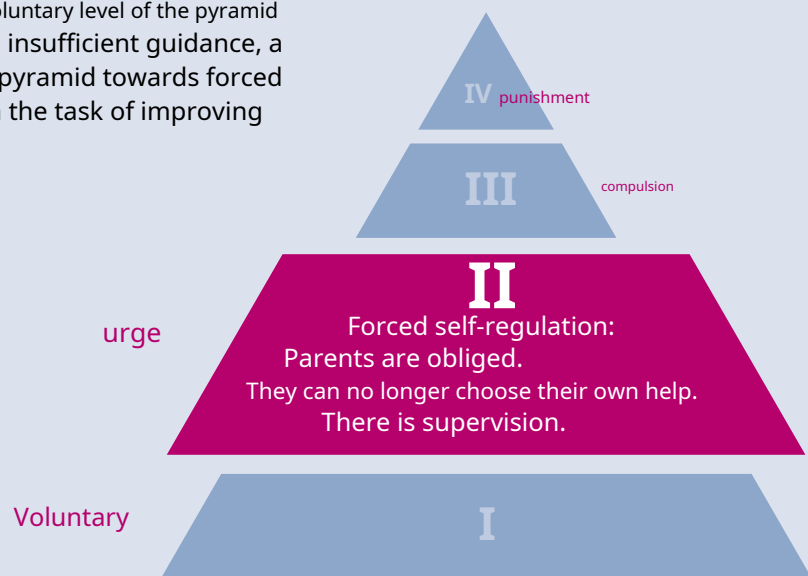 oluntary level of the pyramid
insufficient guidance, a
pyramid towards forced
the task of improving
IV punishment
III
compulsion
II
Forced self-regulation:
Parents are obliged.
urge
They can no longer choose their own help.
There is supervision.
Voluntary
I